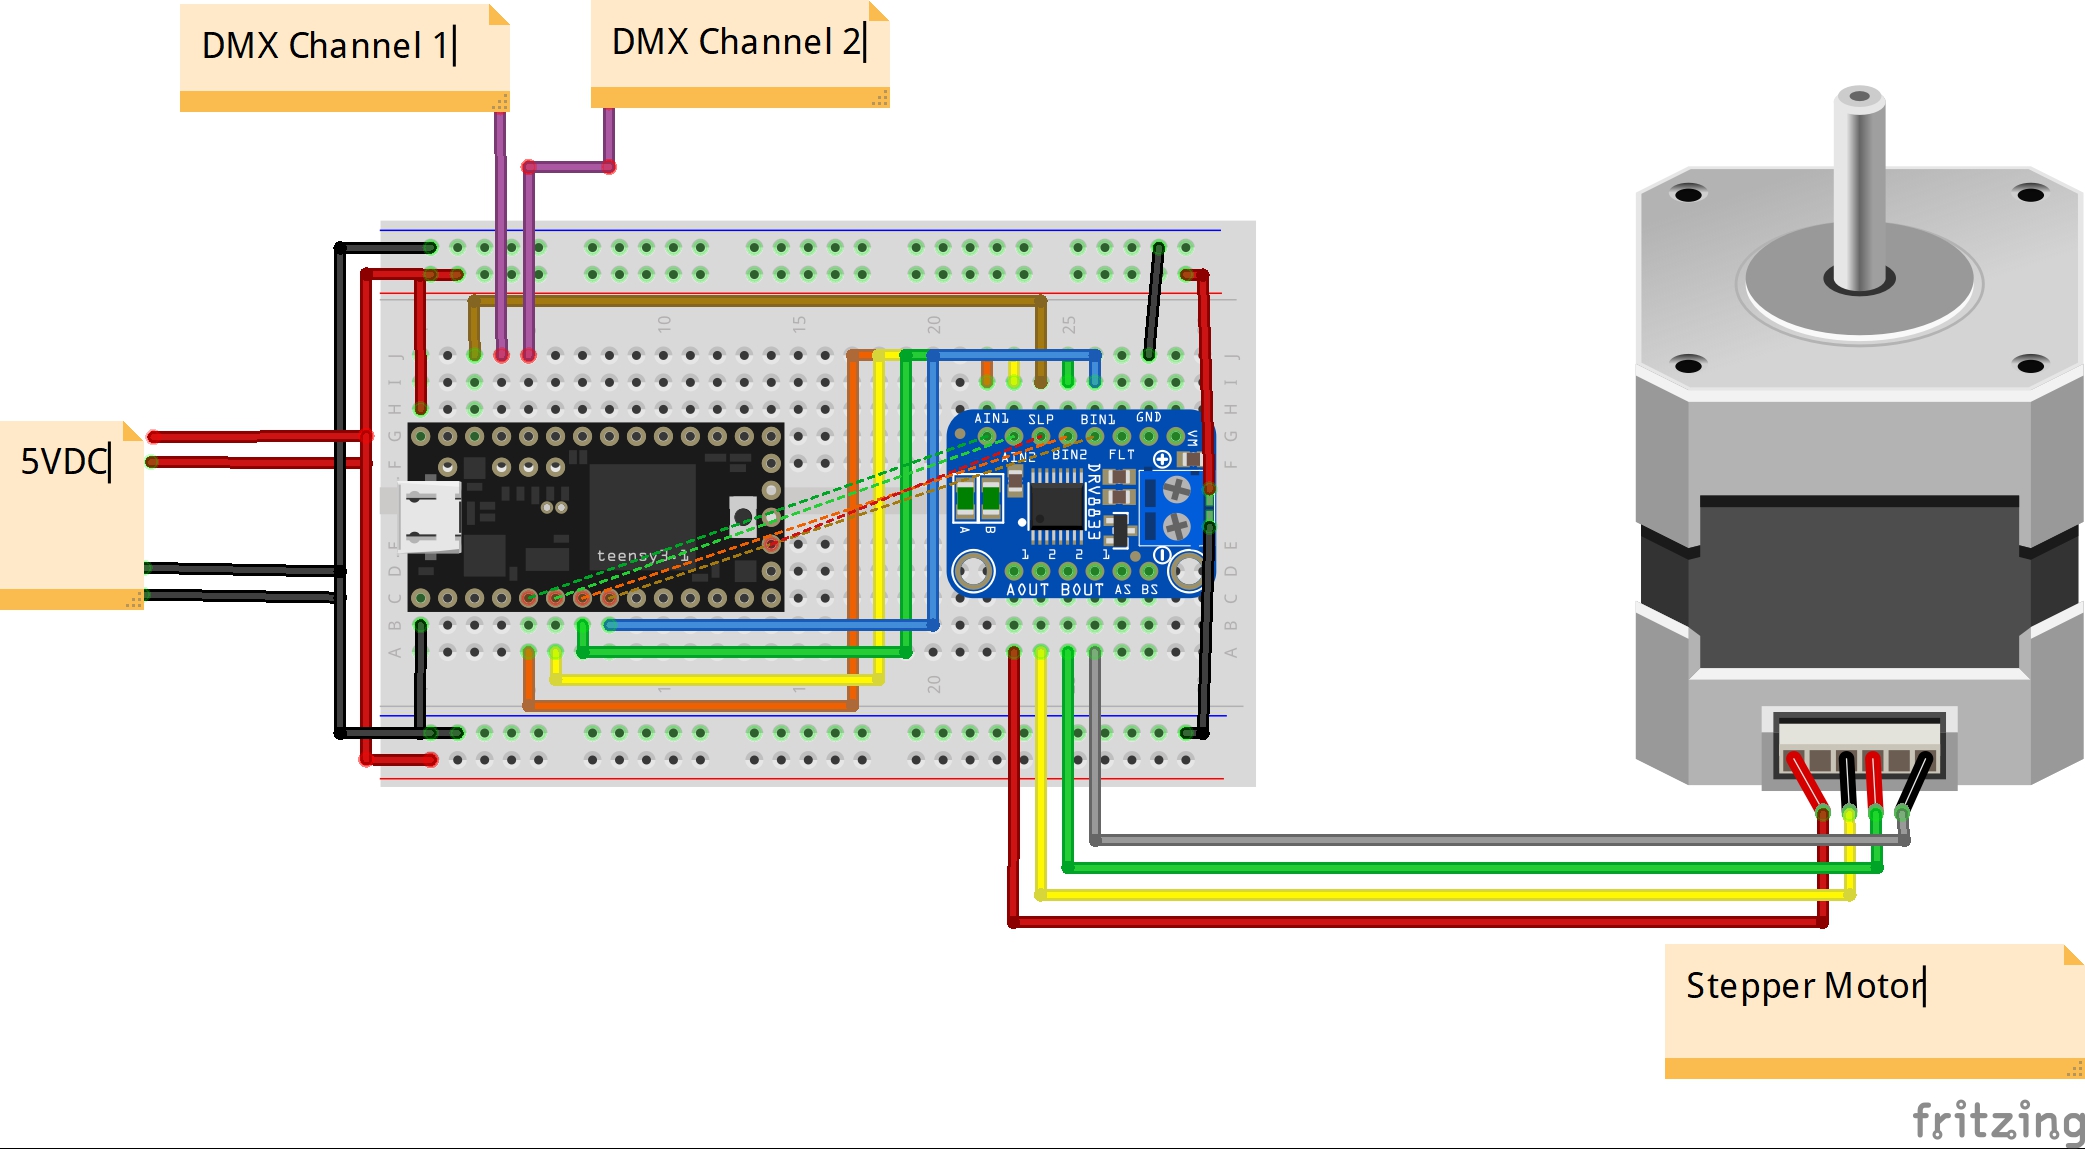 DMX Channel 1
DMX Channel 2
5VDC
10 15 20 25
J J
I I
H H
G G
F F
E E
D D
C C
B B
A A
20
teensy3.1
AIN1 SLP BIN1 GND
AIN2 BIN2 FLT VM
DRV8833
A B
1 2 2 1
AOUT BOUT AS BS
Stepper Motor
fritzing